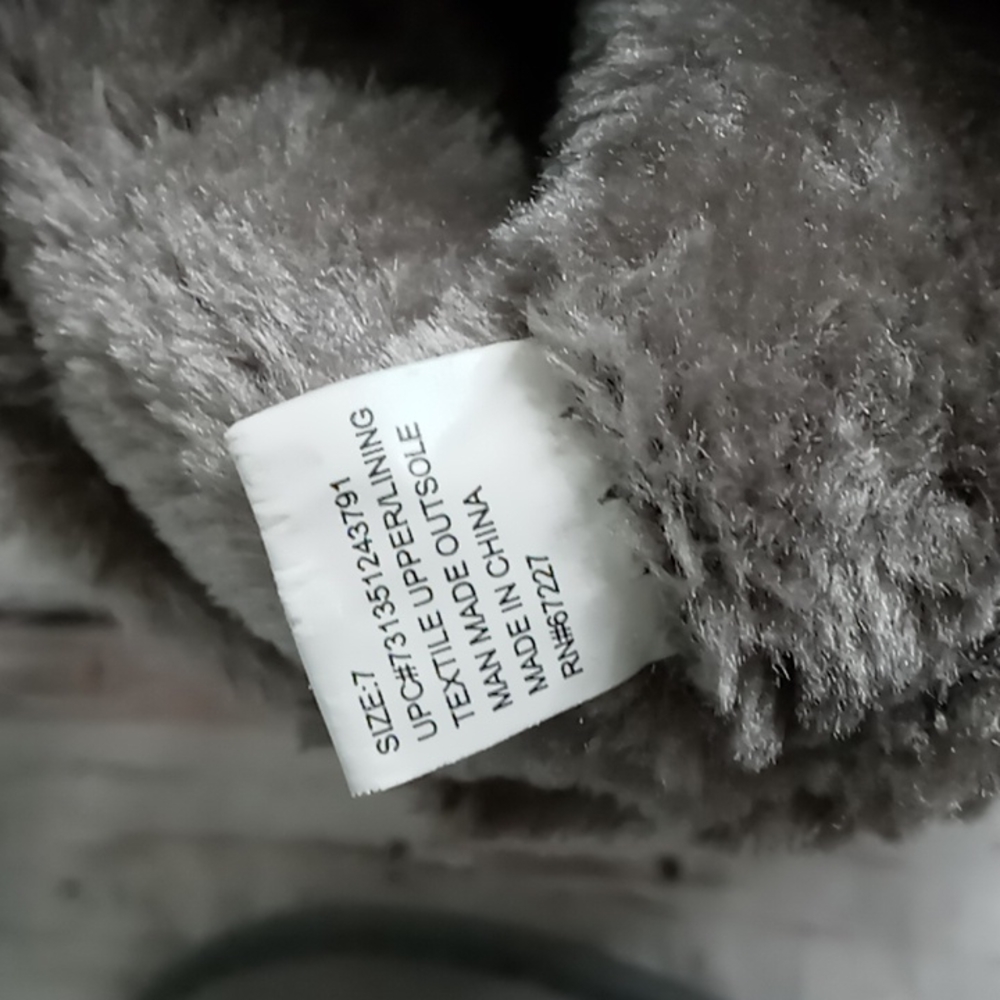 SIZE:7
UPC#731351243791
TEXTILE UPPER/LINING
MAN MADE OUTSOLE
MADE IN CHINA
RN#67227